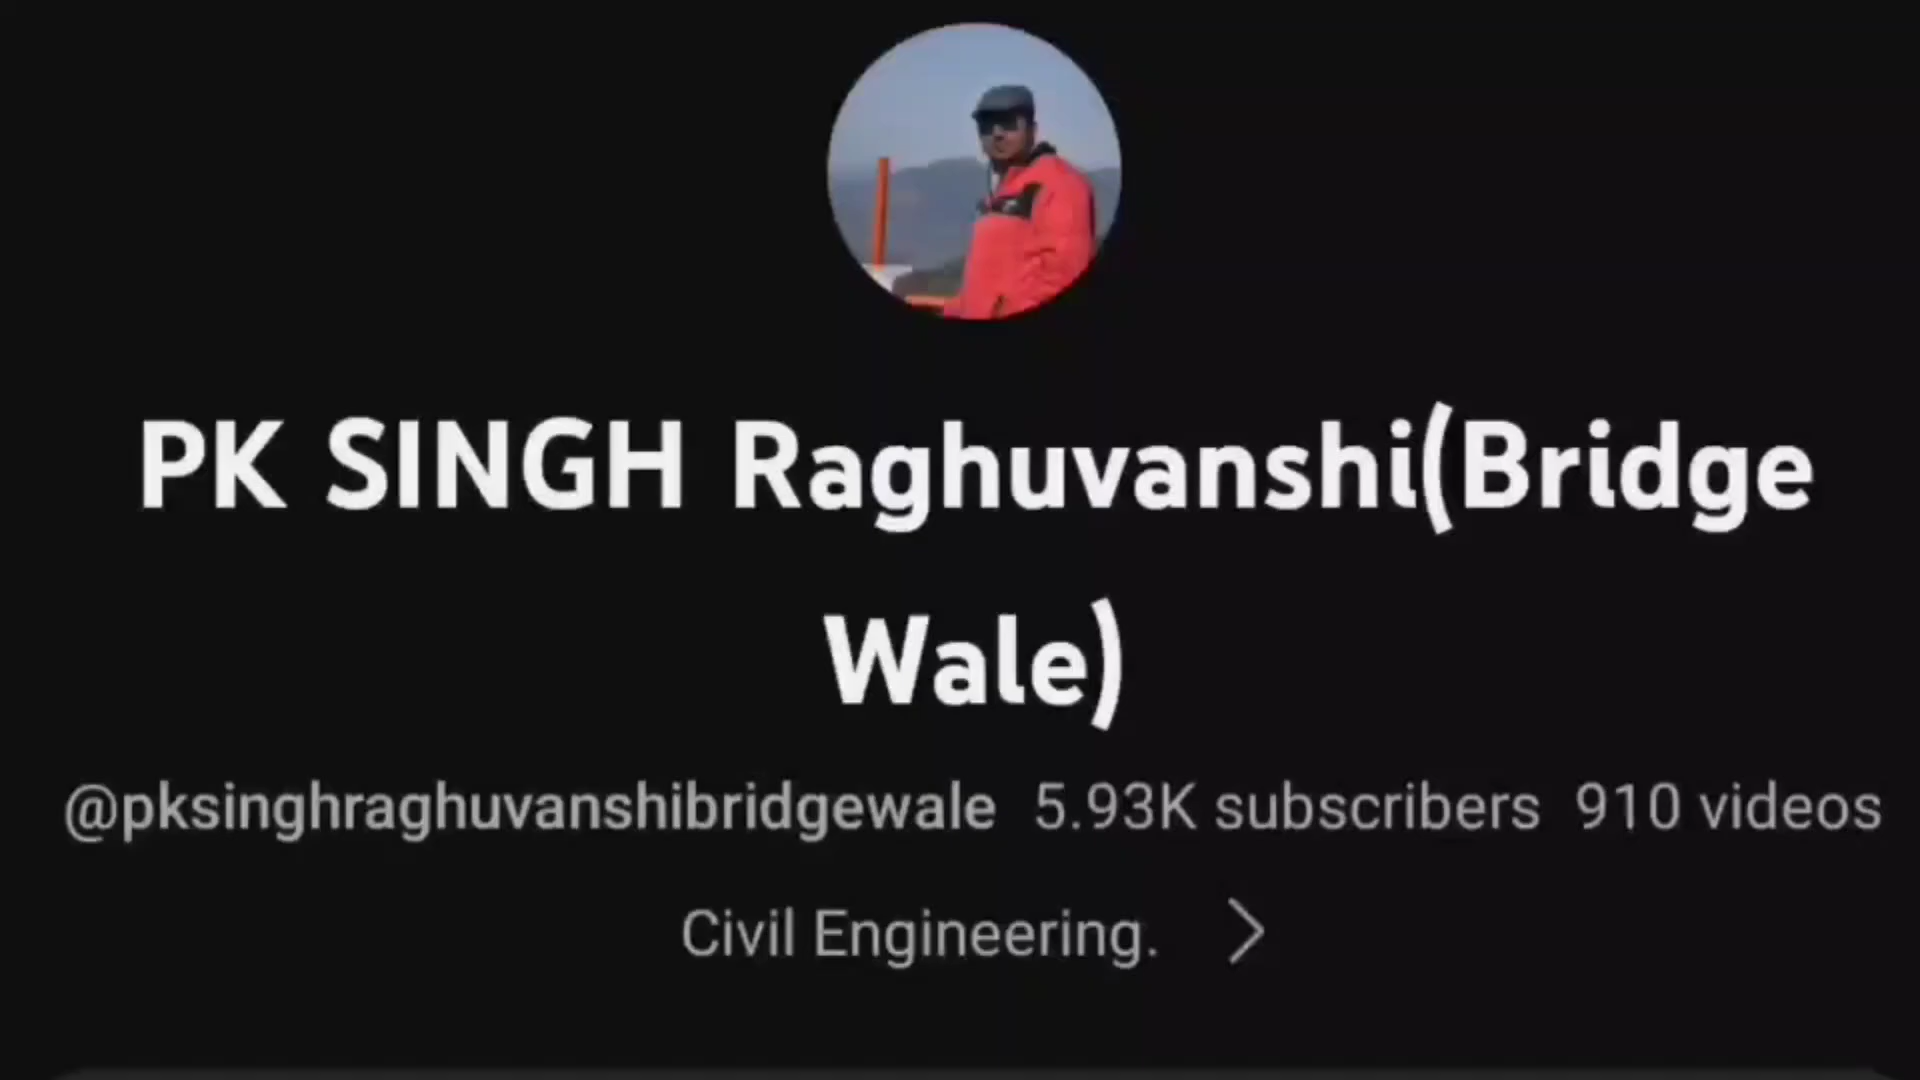 PK SINGH Raghuvanshi(Bridge
Wale)
@pksinghraghuvanshibridgewale 5.93K subscribers 910 videos
Civil Engineering.